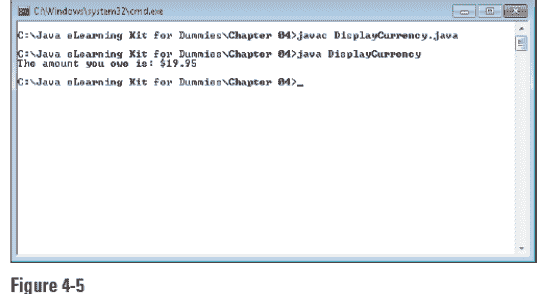 C:\Windows\system32\cmd.exe
C:\Java eLearning Kit for Dummies\Chapter 04>javac DisplayCurrency.java
C:\Java eLearning Kit for Dummies\Chapter 04>java DisplayCurrency
The amount you owe is: $19.95
C:\Java eLearning Kit for Dummies\Chapter 04>_
Figure 4-5